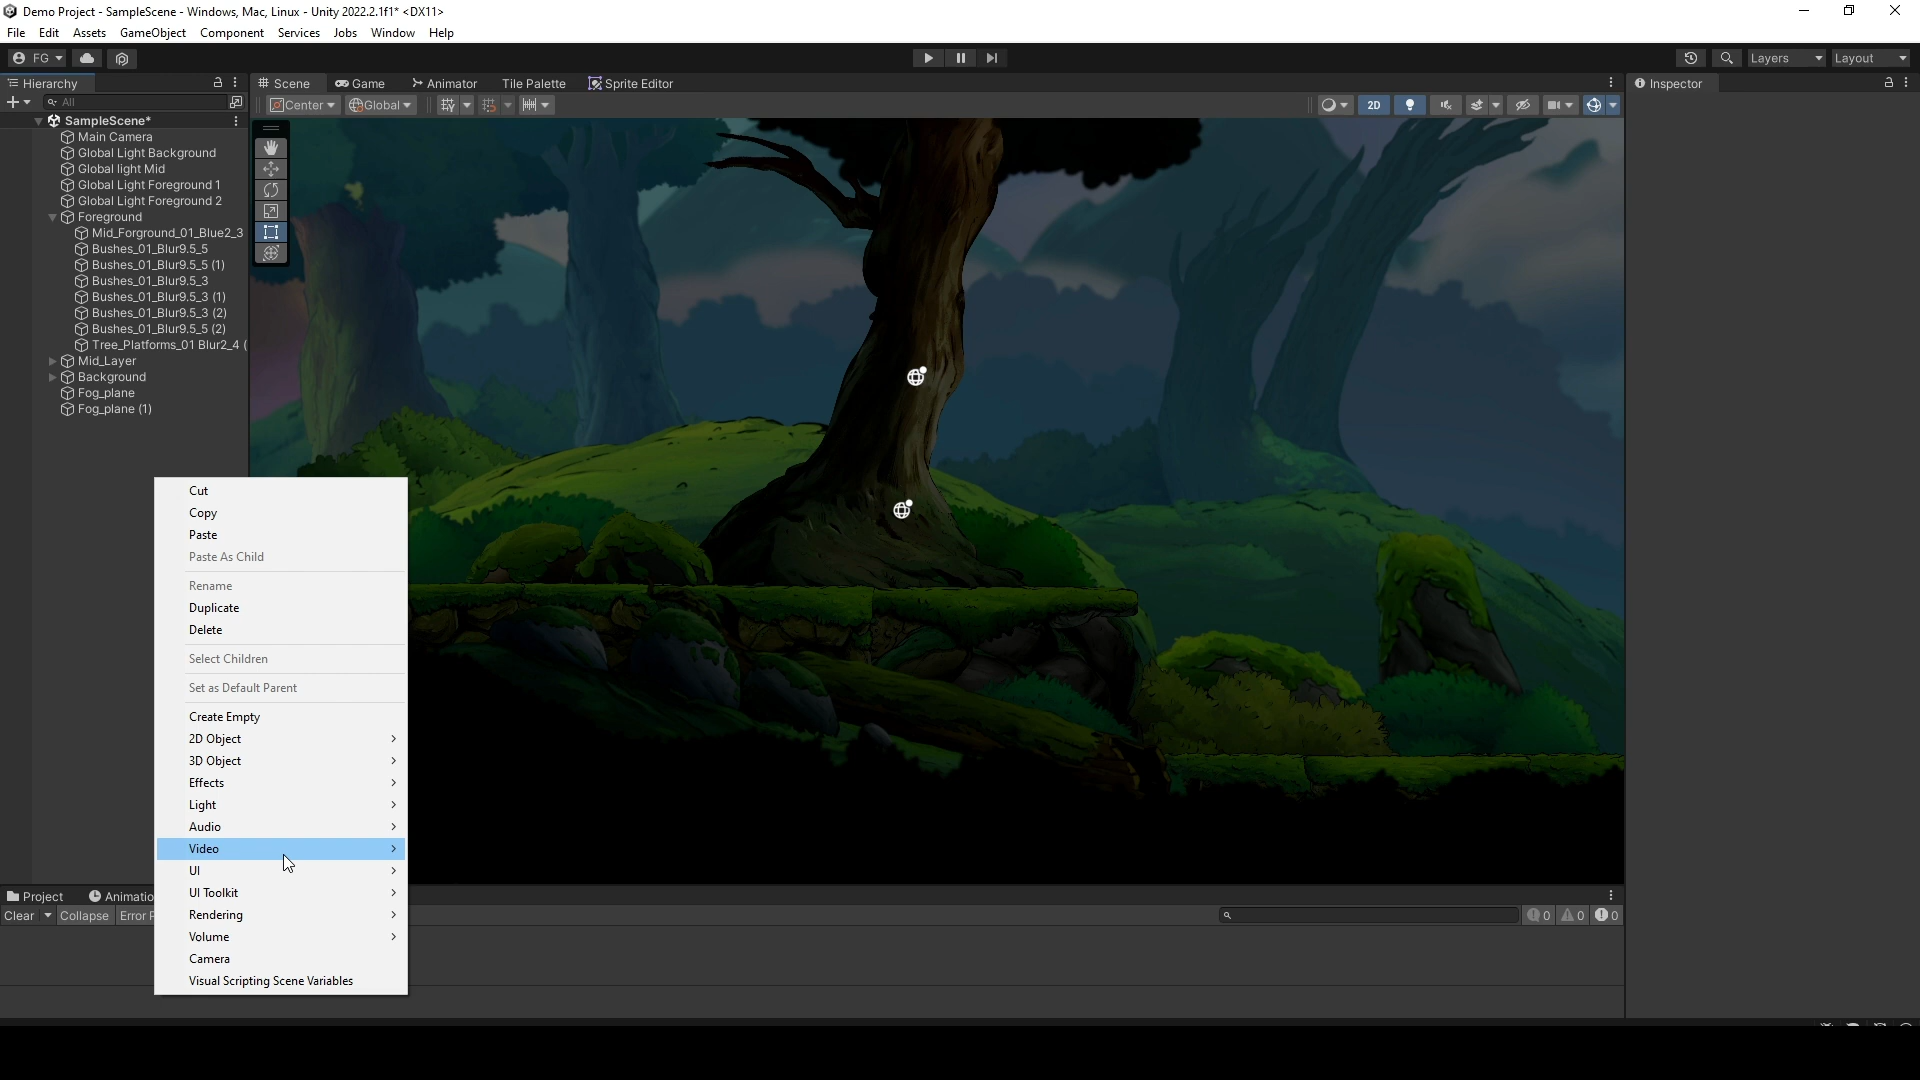 Demo Project - SampleScene - Windows, Mac, Linux - Unity 2022.2.1f1* <DX11>
File Edit Assets GameObject Component Services Jobs Window Help
FG Layers Layout
Hierarchy Scene Game Animator Tile Palette Sprite Editor Inspector
All Center Global 2D
SampleScene*
Main Camera
Global Light Background
Global light Mid
Global Light Foreground 1
Global Light Foreground 2
Foreground
Mid_Forground_01_Blue2_3
Bushes_01_Blur9.5_5
Bushes_01_Blur9.5_5 (1)
Bushes_01_Blur9.5_3
Bushes_01_Blur9.5_3 (1)
Bushes_01_Blur9.5_3 (2)
Bushes_01_Blur9.5_5 (2)
Tree_Platforms_01 Blur2_4 (
Mid_Layer
Background
Fog_plane
Fog_plane (1)
Cut
Copy
Paste
Paste As Child
Rename
Duplicate
Delete
Select Children
Set as Default Parent
Create Empty
2D Object
3D Object
Effects
Light
Audio
Video
UI
UI Toolkit
Rendering
Volume
Camera
Visual Scripting Scene Variables
Project Animatio
Clear Collapse Error P 0 0 0